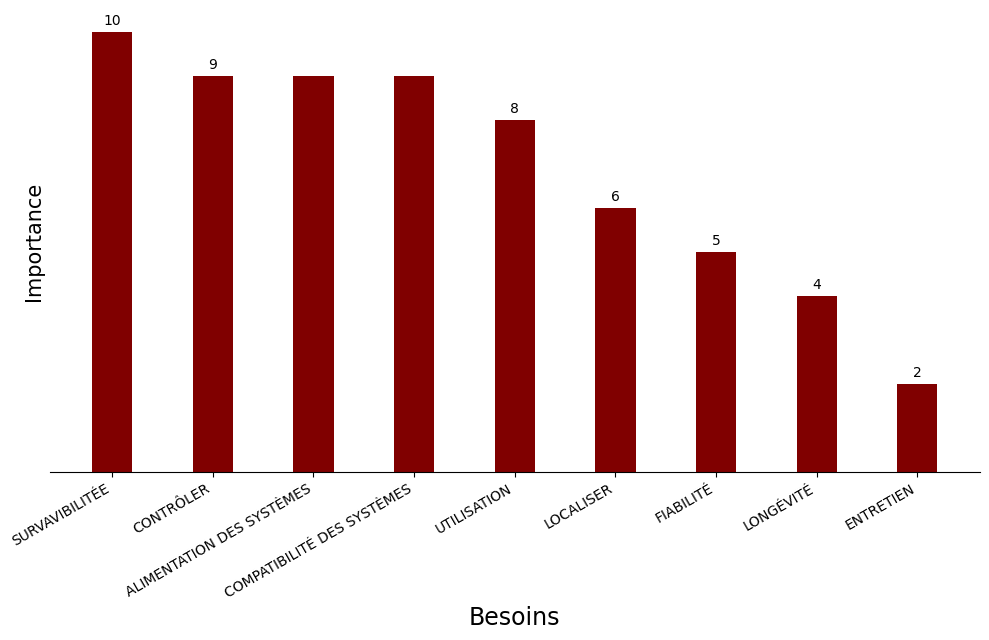 10
9
8
6
5
4
2
Importance
SURVAVIBILITÉE
CONTRÔLER
ALIMENTATION DES SYSTÈMES
COMPATIBILITÉ DES SYSTÈMES
UTILISATION
LOCALISER
FIABILITÉ
LONGÉVITÉ
ENTRETIEN
Besoins